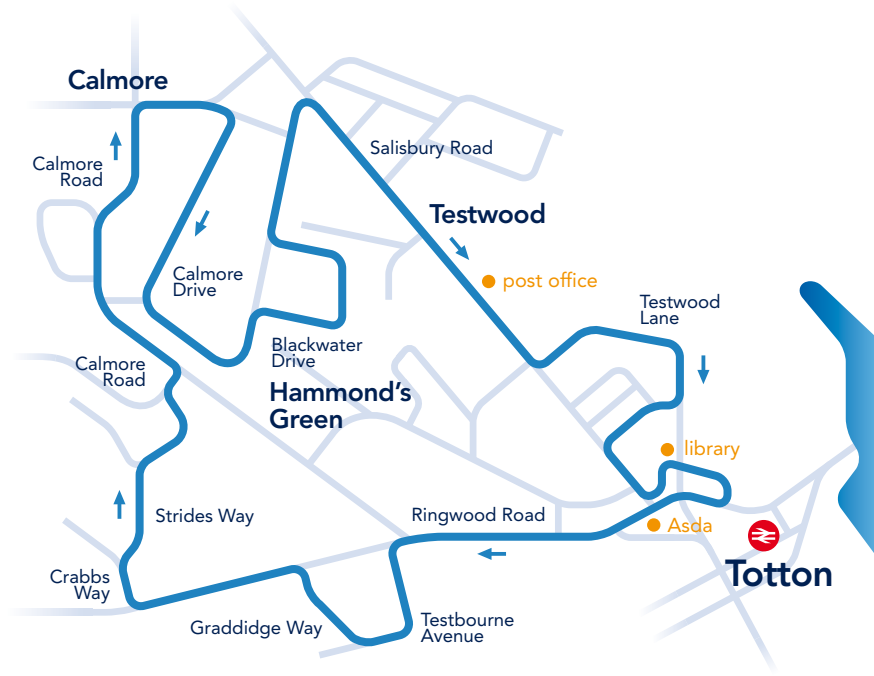 Calmore
Calmore
Road
Salisbury Road
Testwood
post office
Calmore
Drive
Testwood
Lane
Blackwater
Drive
Calmore
Road
Hammond's
Green
library
Strides Way
Ringwood Road
Asda
Totton
Crabbs
Way
Graddidge Way
Testbourne
Avenue